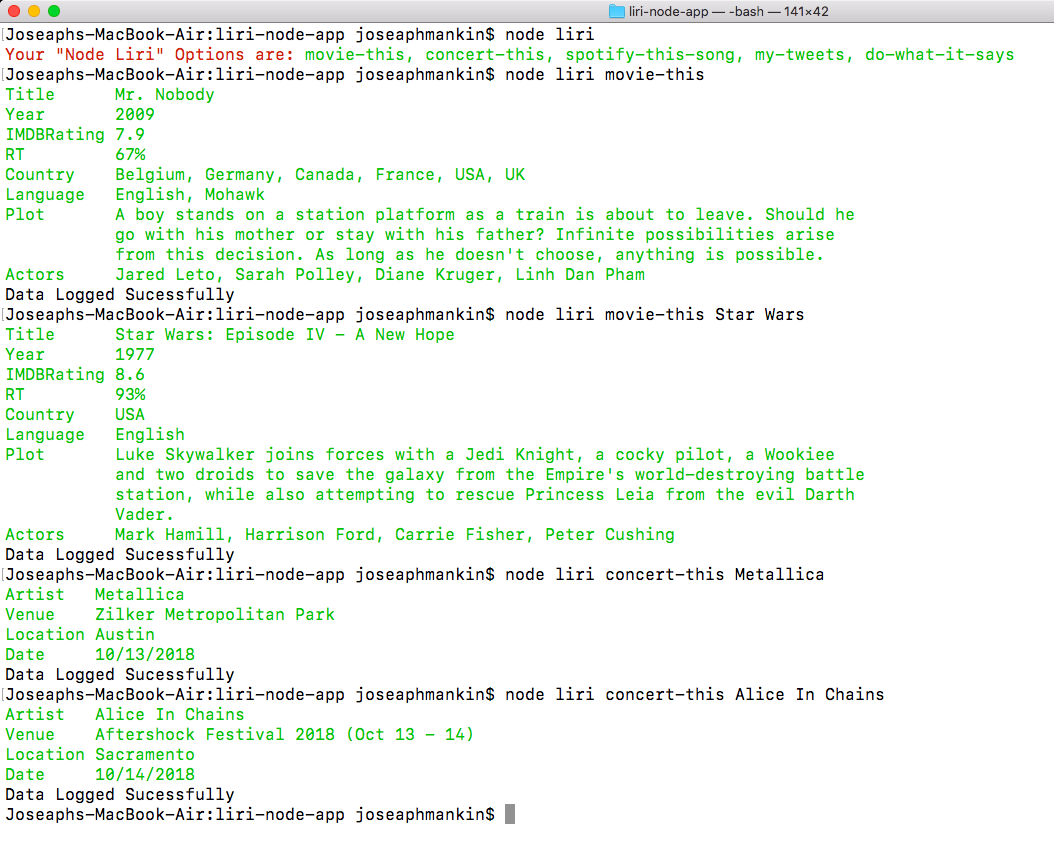 liri-node-app — -bash — 141×42
[Joseaphs-MacBook-Air:liri-node-app joseaphmankin$ node liri
Your "Node Liri" Options are: movie-this, concert-this, spotify-this-song, my-tweets, do-what-it-says
[Joseaphs-MacBook-Air:liri-node-app joseaphmankin$ node liri movie-this
Title      Mr. Nobody
Year       2009
IMDBRating 7.9
RT         67%
Country    Belgium, Germany, Canada, France, USA, UK
Language   English, Mohawk
Plot       A boy stands on a station platform as a train is about to leave. Should he
           go with his mother or stay with his father? Infinite possibilities arise
           from this decision. As long as he doesn't choose, anything is possible.
Actors     Jared Leto, Sarah Polley, Diane Kruger, Linh Dan Pham
Data Logged Sucessfully
[Joseaphs-MacBook-Air:liri-node-app joseaphmankin$ node liri movie-this Star Wars
Title      Star Wars: Episode IV - A New Hope
Year       1977
IMDBRating 8.6
RT         93%
Country    USA
Language   English
Plot       Luke Skywalker joins forces with a Jedi Knight, a cocky pilot, a Wookiee
           and two droids to save the galaxy from the Empire's world-destroying battle
           station, while also attempting to rescue Princess Leia from the evil Darth
           Vader.
Actors     Mark Hamill, Harrison Ford, Carrie Fisher, Peter Cushing
Data Logged Sucessfully
[Joseaphs-MacBook-Air:liri-node-app joseaphmankin$ node liri concert-this Metallica
Artist   Metallica
Venue    Zilker Metropolitan Park
Location Austin
Date     10/13/2018
Data Logged Sucessfully
[Joseaphs-MacBook-Air:liri-node-app joseaphmankin$ node liri concert-this Alice In Chains
Artist   Alice In Chains
Venue    Aftershock Festival 2018 (Oct 13 - 14)
Location Sacramento
Date     10/14/2018
Data Logged Sucessfully
Joseaphs-MacBook-Air:liri-node-app joseaphmankin$